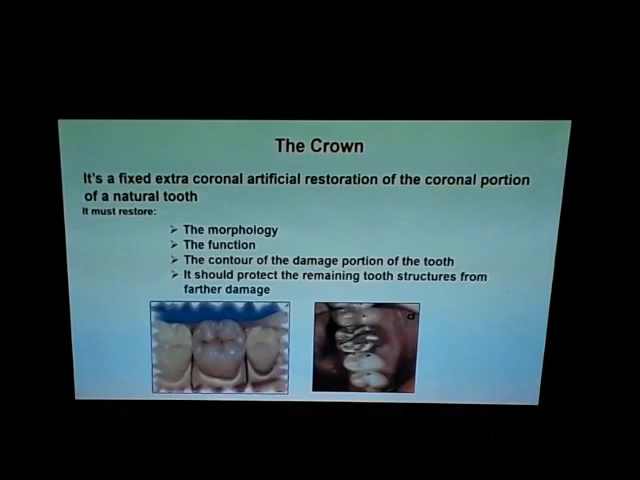 The Crown
It's a fixed extra coronal artificial restoration of the coronal portion
of a natural tooth
It must restore:
➢ The morphology
➢ The function
➢ The contour of the damage portion of the tooth
➢ It should protect the remaining tooth structures from
farther damage
a